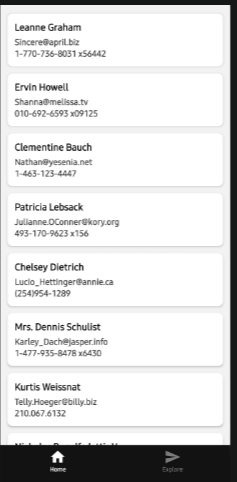 Leanne Graham
Sincere@april.biz
1-770-736-8031 x56442
Ervin Howell
Shanna@melissa.tv
010-692-6593 x09125
Clementine Bauch
Nathan@yesenia.net
1-463-123-4447
Patricia Lebsack
Julianne.OConner@kory.org
493-170-9623 x156
Chelsey Dietrich
Lucio_Hettinger@annie.ca
(254)954-1289
Mrs. Dennis Schulist
Karley_Dach@jasper.info
1-477-935-8478 x6430
Kurtis Weissnat
Telly.Hoeger@billy.biz
210.067.6132
Home
Explore